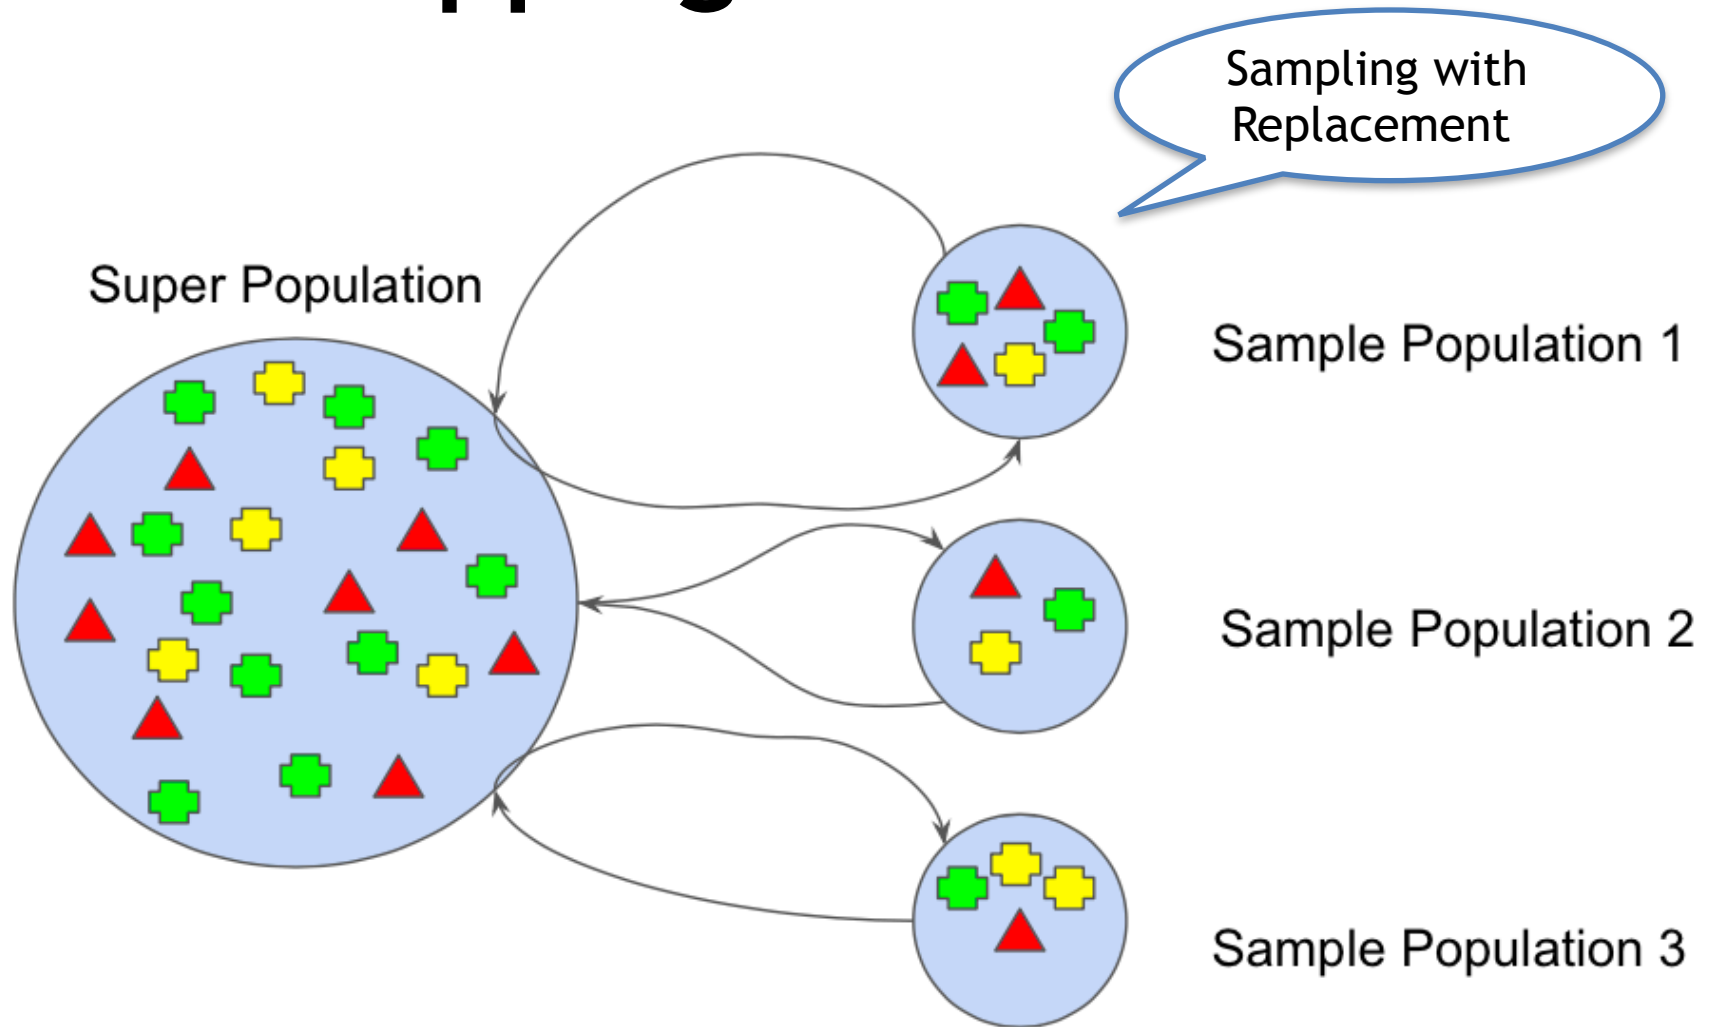 Sampling with
Replacement
Super Population
Sample Population 1
Sample Population 2
Sample Population 3